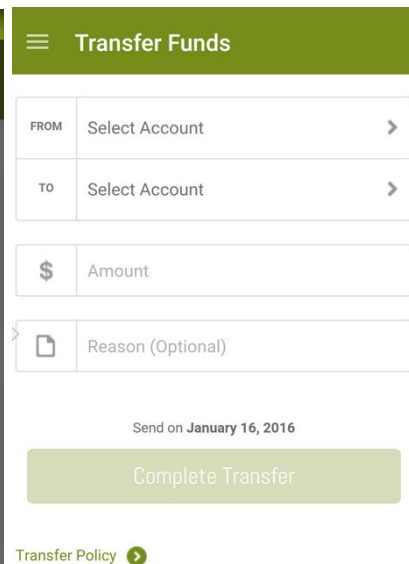 Transfer Funds
FROM Select Account
TO Select Account
$ Amount
Reason (Optional)
Send on January 16, 2016
Complete Transfer
Transfer Policy